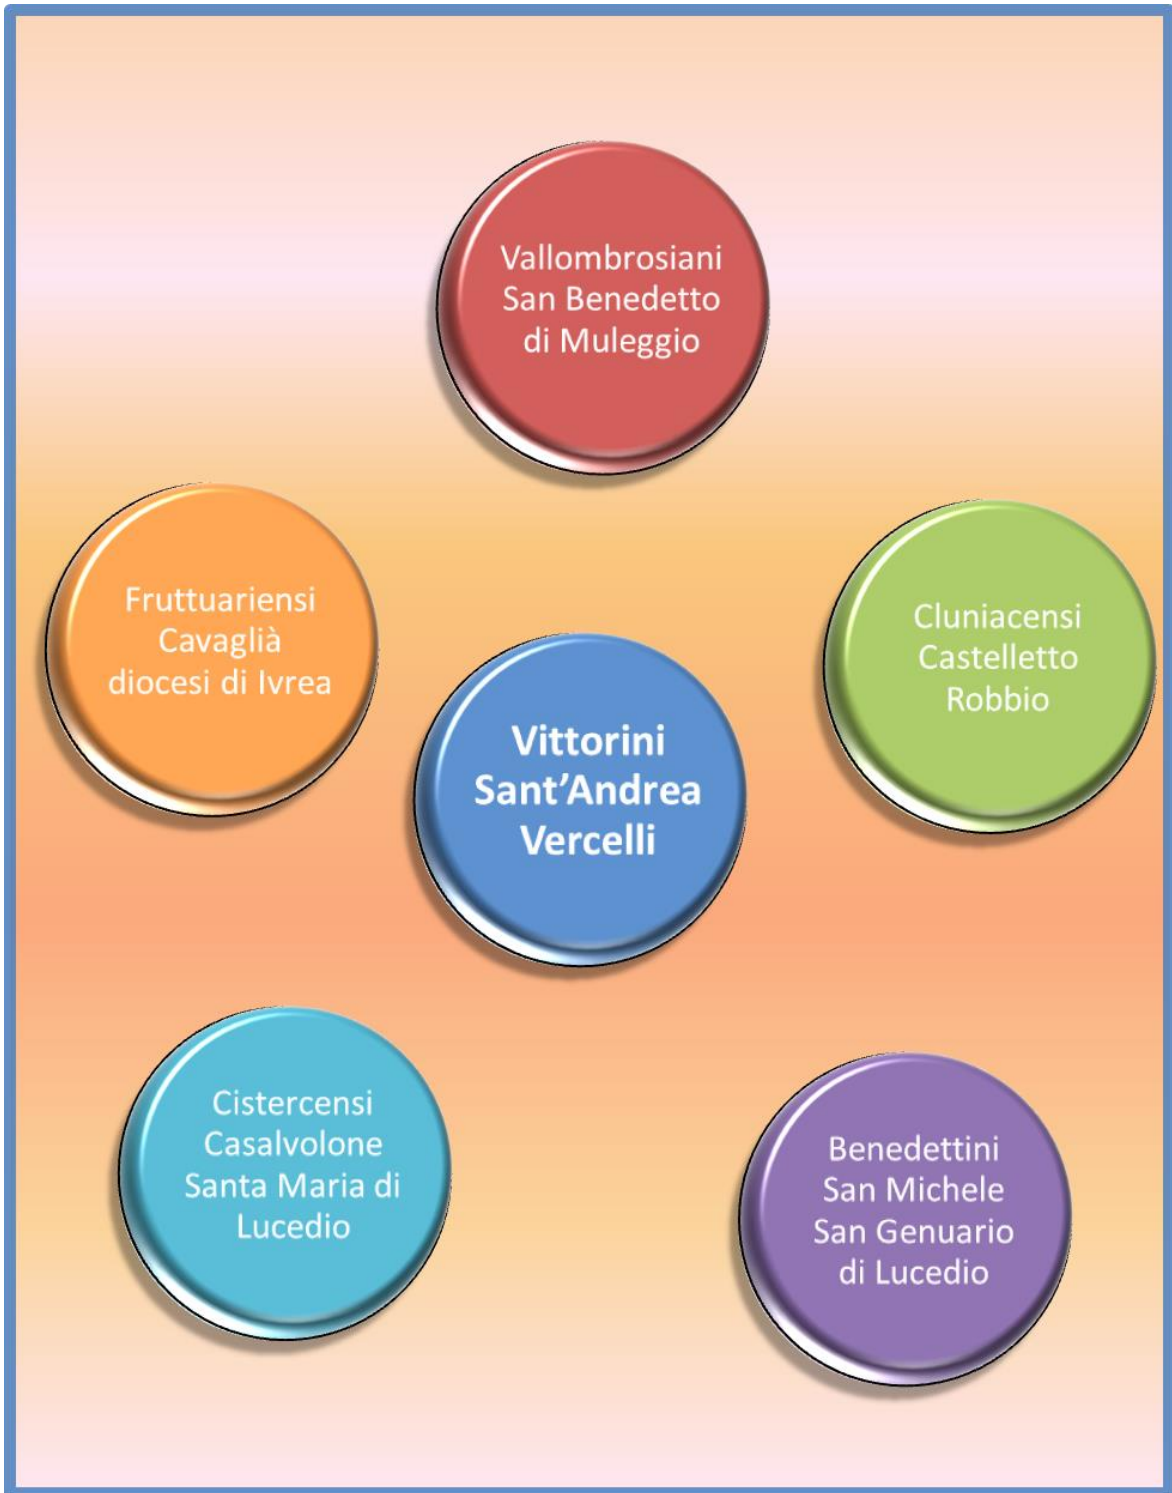 Vallombrosiani
San Benedetto
di Muleggio
Fruttuariensi
Cavaglià
diocesi di Ivrea
Cluniacensi
Castelletto
Robbio
Vittorini
Sant’Andrea
Vercelli
Cistercensi
Casalvolone
Santa Maria di
Lucedio
Benedettini
San Michele
San Genuario
di Lucedio